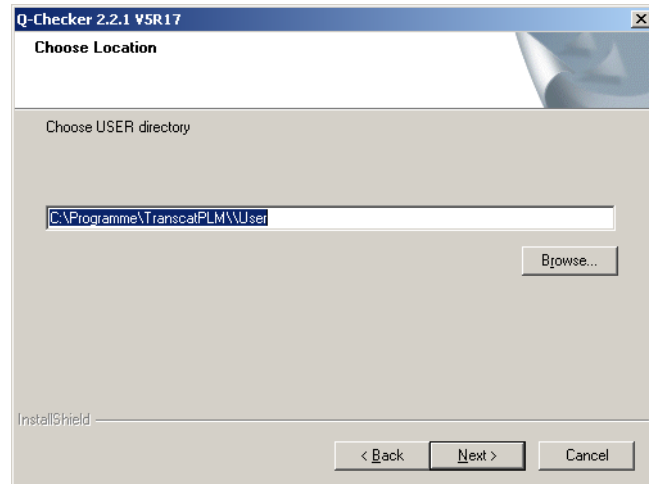 Q-Checker 2.2.1 V5R17
Choose Location
Choose USER directory
C:\Programme\TranscatPLM\\User
Browse...
InstallShield
< Back
Next >
Cancel